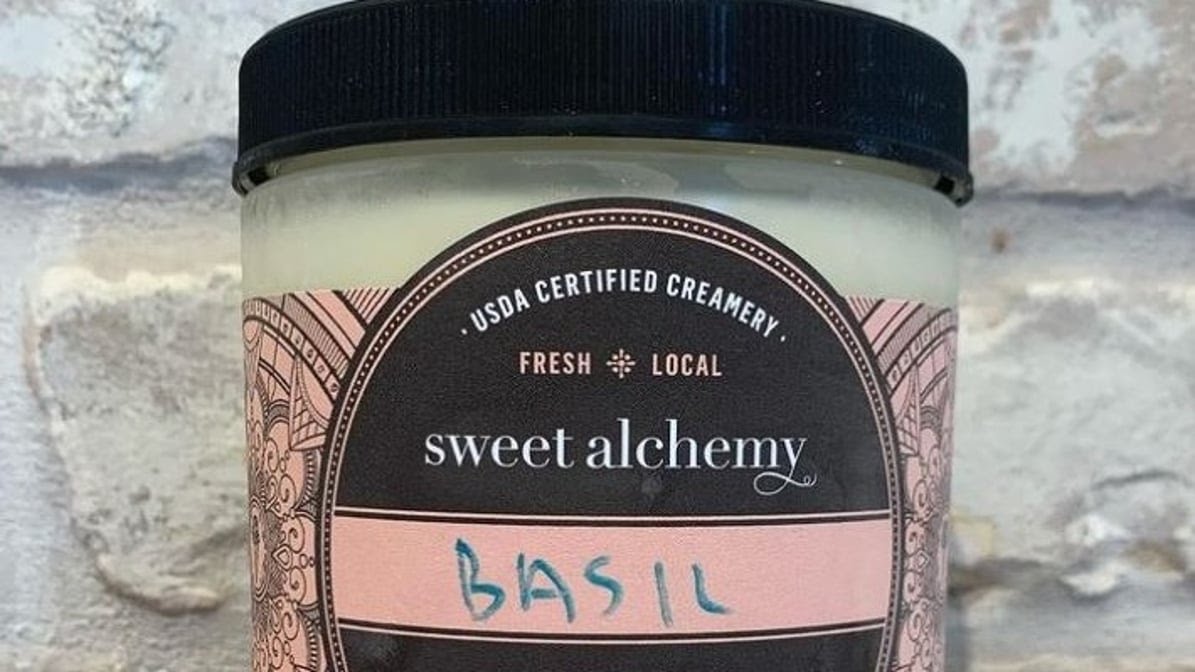 · USDA CERTIFIED CREAMERY ·
FRESH LOCAL
sweet alchemy
BASIL